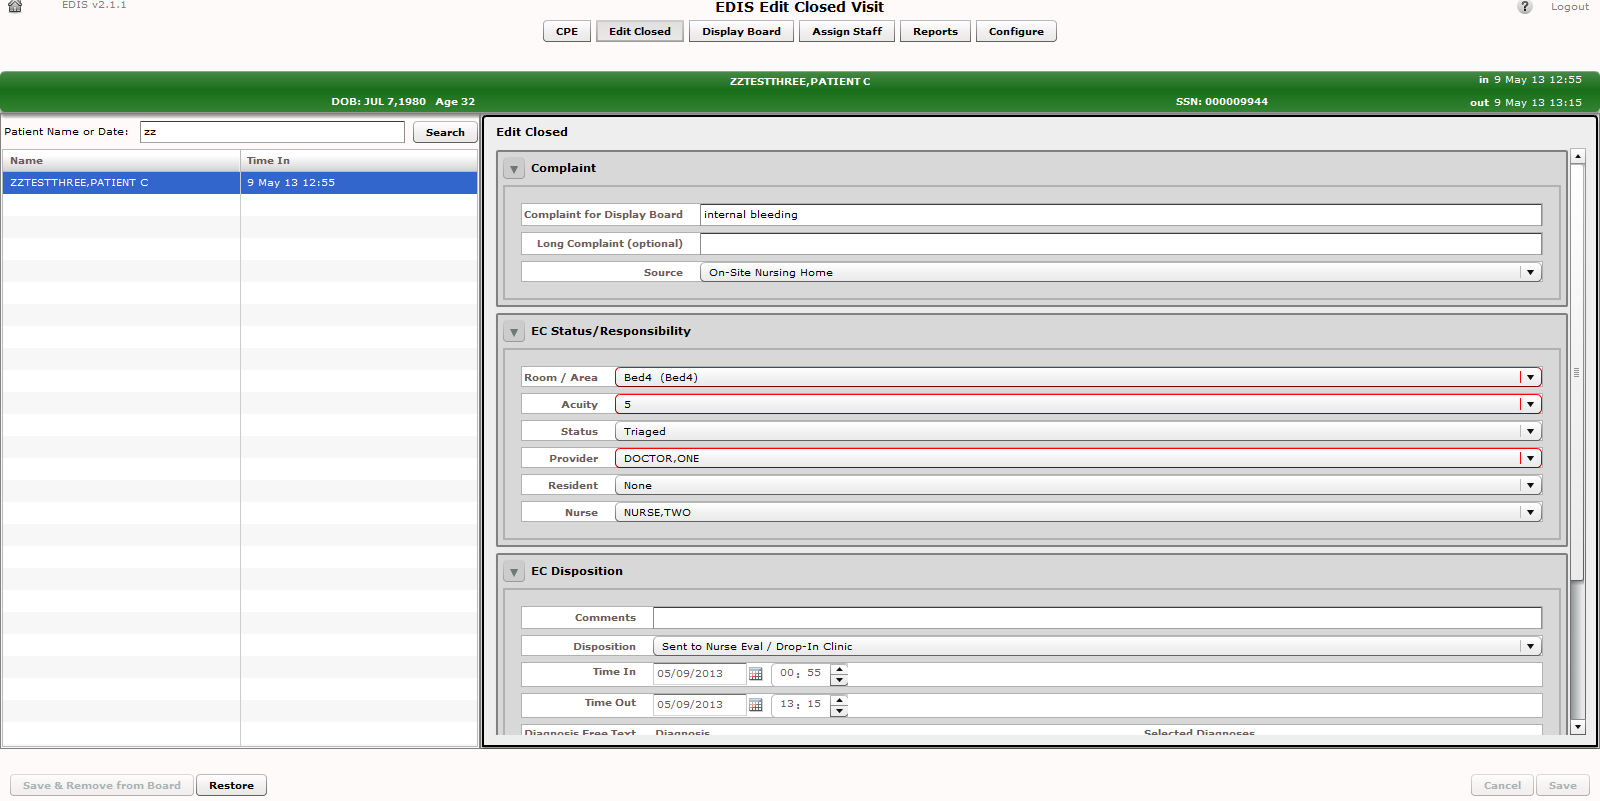 EDIS v2.1.1
EDIS Edit Closed Visit
? Logout
CPE Edit Closed Display Board Assign Staff Reports Configure
ZZTESTTHREE,PATIENT C
in 9 May 13 12:55
DOB: JUL 7,1980 Age 32
SSN: 000009944
out 9 May 13 13:15
Patient Name or Date: zz Search
Name Time In
ZZTESTTHREE,PATIENT C 9 May 13 12:55
Edit Closed
Complaint
Complaint for Display Board internal bleeding
Long Complaint (optional)
Source On-Site Nursing Home
EC Status/Responsibility
Room / Area Bed4 (Bed4)
Acuity 5
Status Triaged
Provider DOCTOR,ONE
Resident None
Nurse NURSE,TWO
EC Disposition
Comments
Disposition Sent to Nurse Eval / Drop-In Clinic
Time In 05/09/2013 00: 55
Time Out 05/09/2013 13: 15
Diagnosis Free Text Diagnosis Selected Diagnoses
Save & Remove from Board Restore Cancel Save